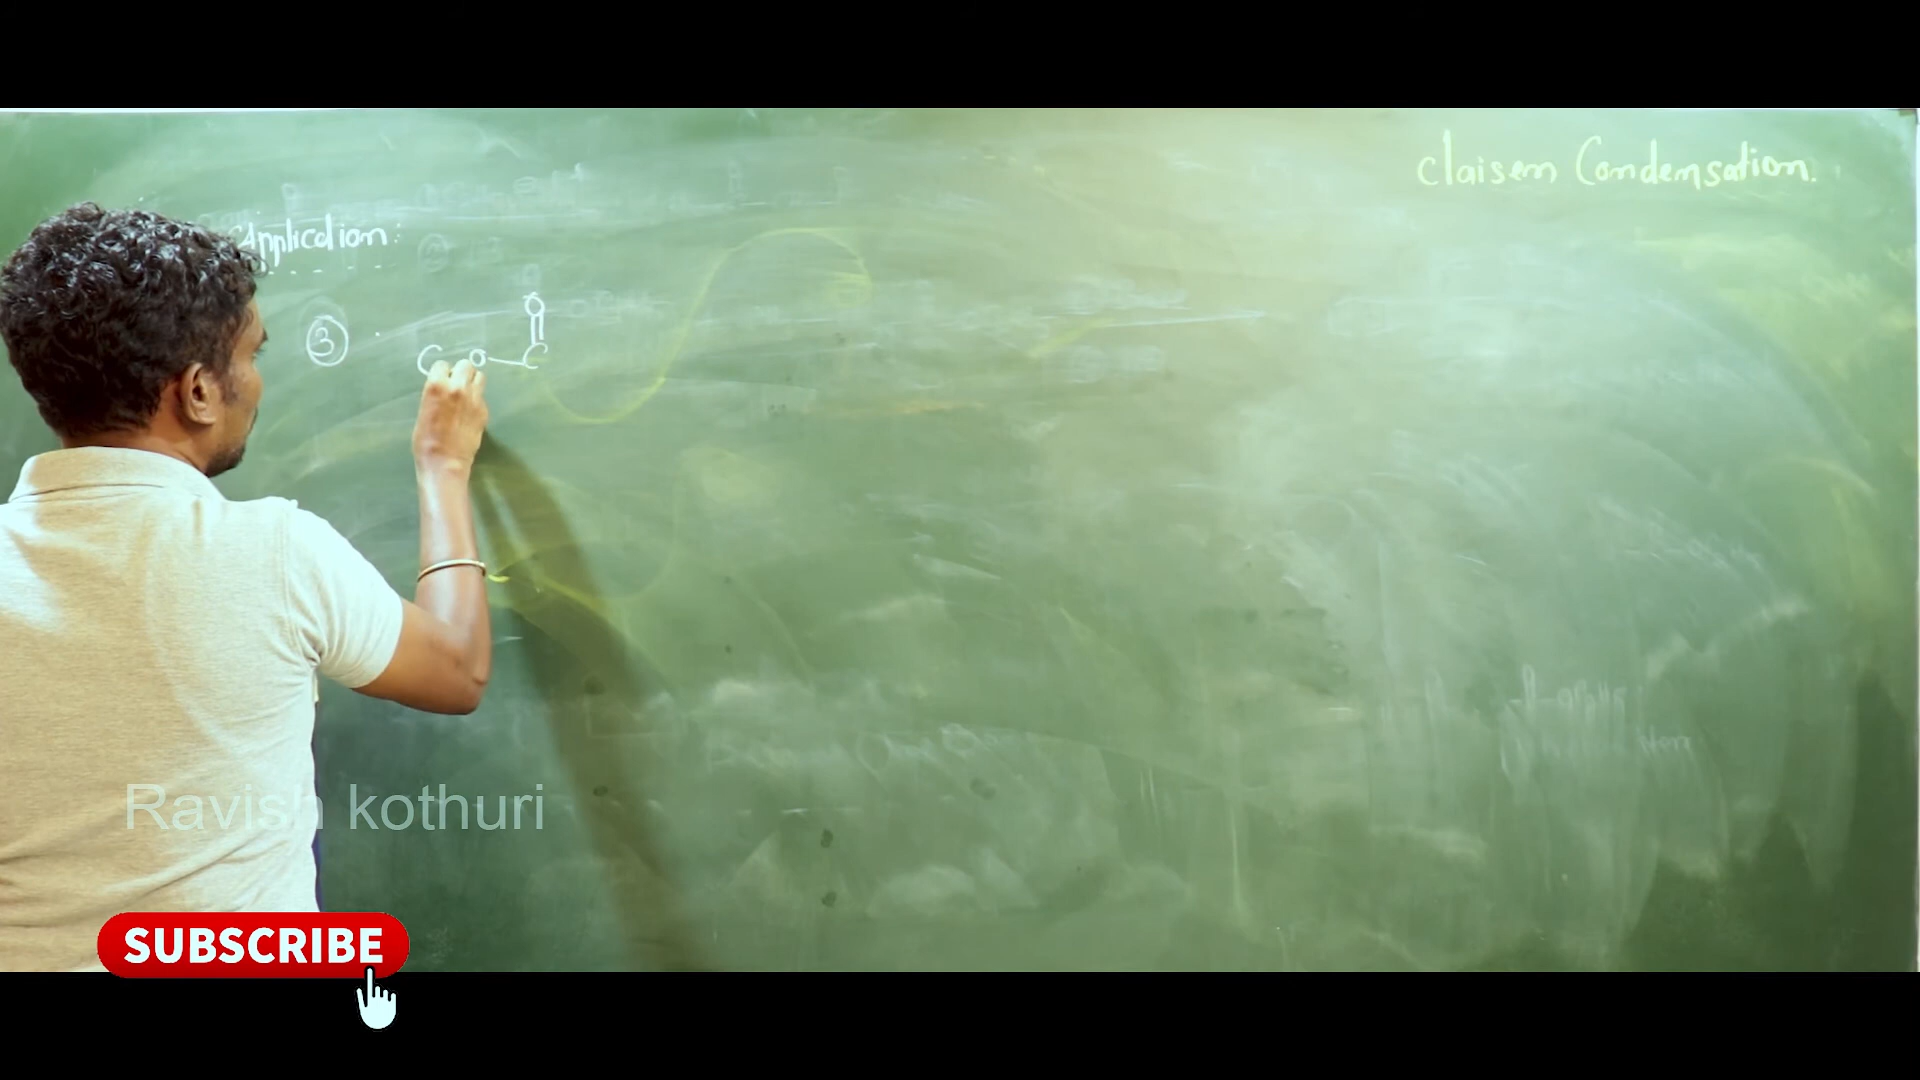 Claisen Condensation.
Application:
3
O
C O C
Ravish kothuri
SUBSCRIBE